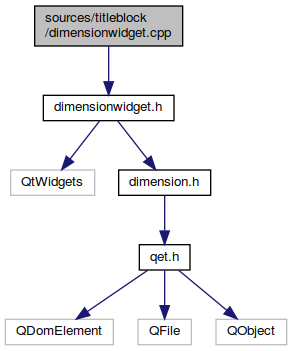 sources/titleblock
/dimensionwidget.cpp
dimensionwidget.h
QtWidgets
dimension.h
qet.h
QDomElement
QFile
QObject